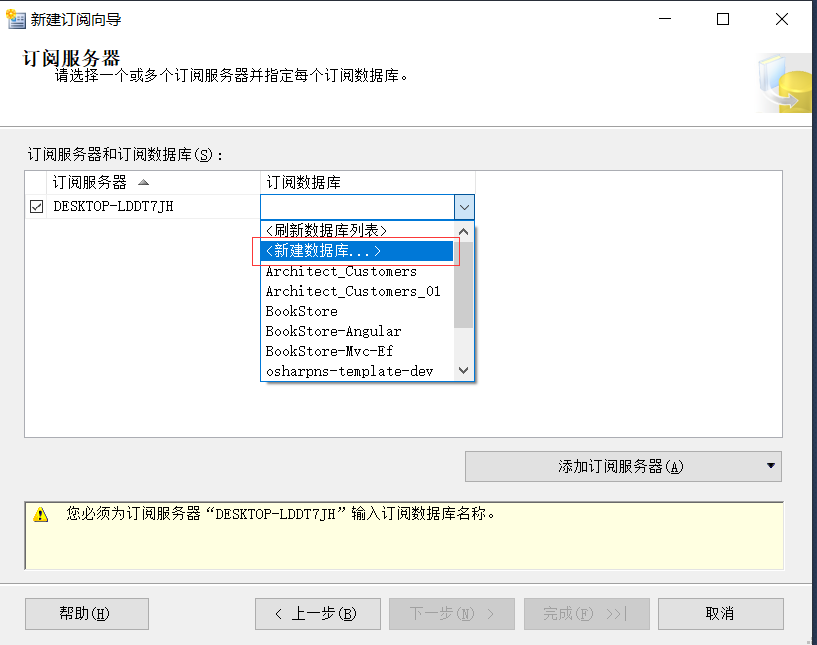 新建订阅向导
订阅服务器
请选择一个或多个订阅服务器并指定每个订阅数据库。
订阅服务器和订阅数据库(S)：
订阅服务器 订阅数据库
DESKTOP-LDDT7JH
<刷新数据库列表>
<新建数据库...>
Architect_Customers
Architect_Customers_01
BookStore
BookStore-Angular
BookStore-Mvc-Ef
osharpns-template-dev
添加订阅服务器(A)
您必须为订阅服务器“DESKTOP-LDDT7JH”输入订阅数据库名称。
帮助(H) < 上一步(B) 下一步(N) > 完成(F) >>| 取消